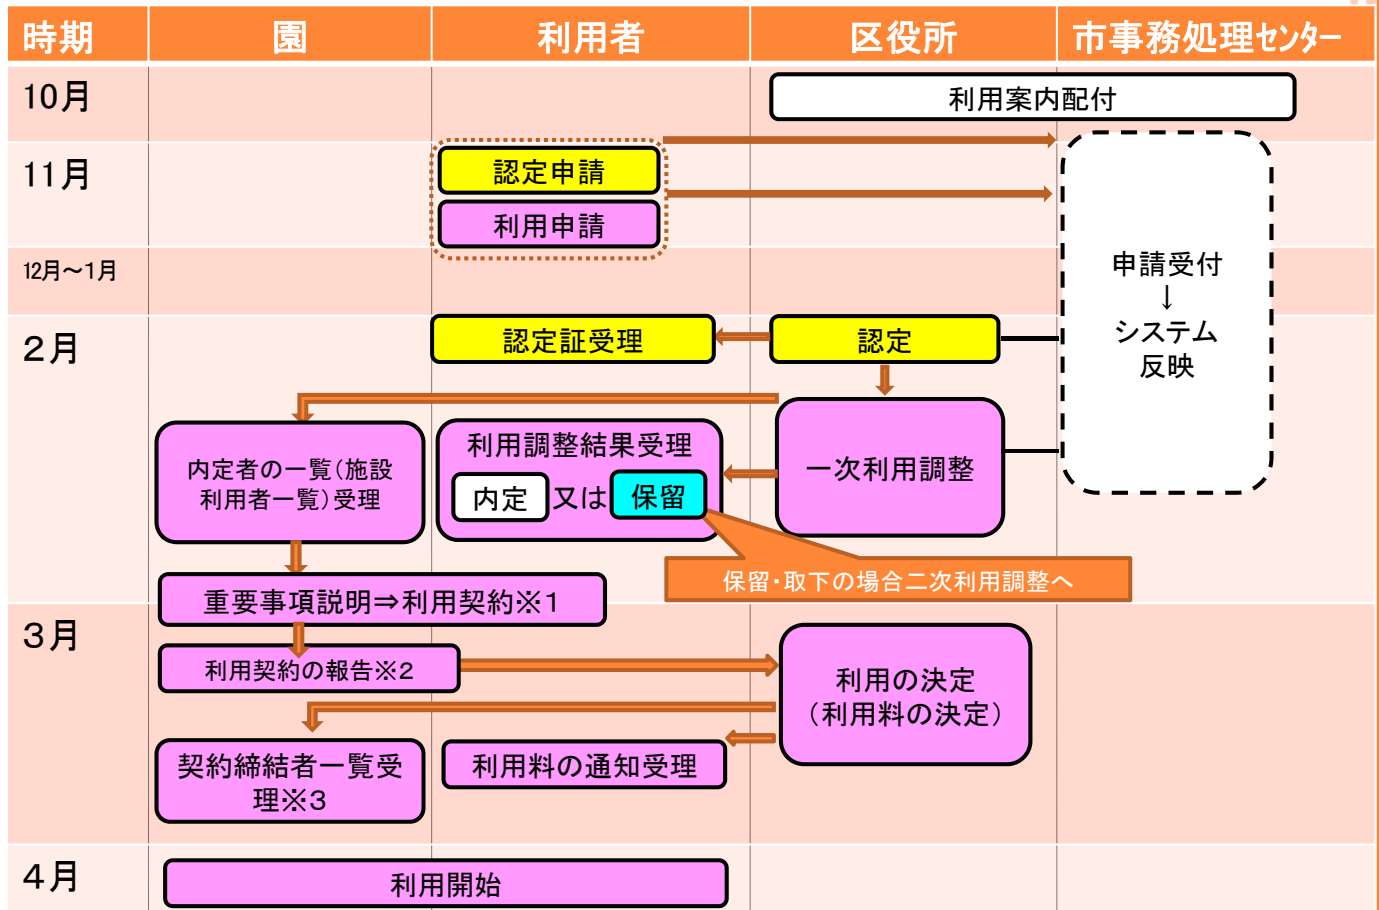 時期
園
利用者
区役所
市事務処理センター
10月
利用案内配付
11月
認定申請
利用申請
12月～1月
申請受付
↓
システム
反映
2月
認定証受理
認定
内定者の一覧(施設
利用者一覧)受理
利用調整結果受理
内定 又は 保留
一次利用調整
保留・取下の場合二次利用調整へ
重要事項説明⇒利用契約※1
3月
利用契約の報告※2
利用の決定
(利用料の決定)
契約締結者一覧受
理※3
利用料の通知受理
4月
利用開始